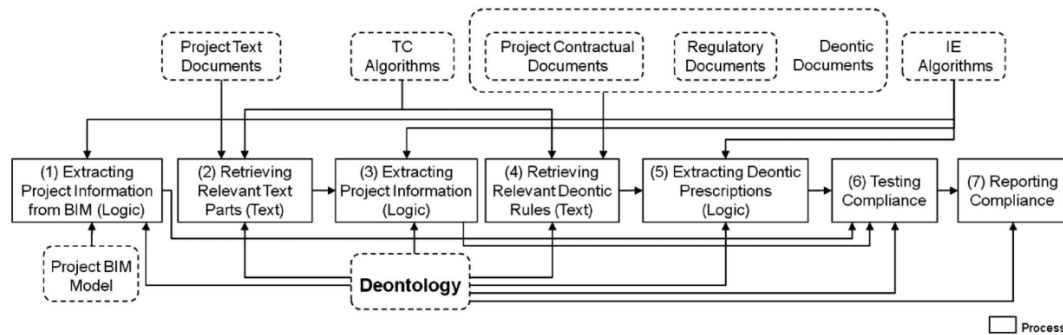 Project Text
Documents
TC
Algorithms
Project Contractual
Documents
Regulatory
Documents
Deontic
Documents
IE
Algorithms
(1) Extracting
Project Information
from BIM (Logic)
(2) Retrieving
Relevant Text
Parts (Text)
(3) Extracting
Project Information
(Logic)
(4) Retrieving
Relevant Deontic
Rules (Text)
(5) Extracting Deontic
Prescriptions
(Logic)
(6) Testing
Compliance
(7) Reporting
Compliance
Project BIM
Model
Deontology
Process